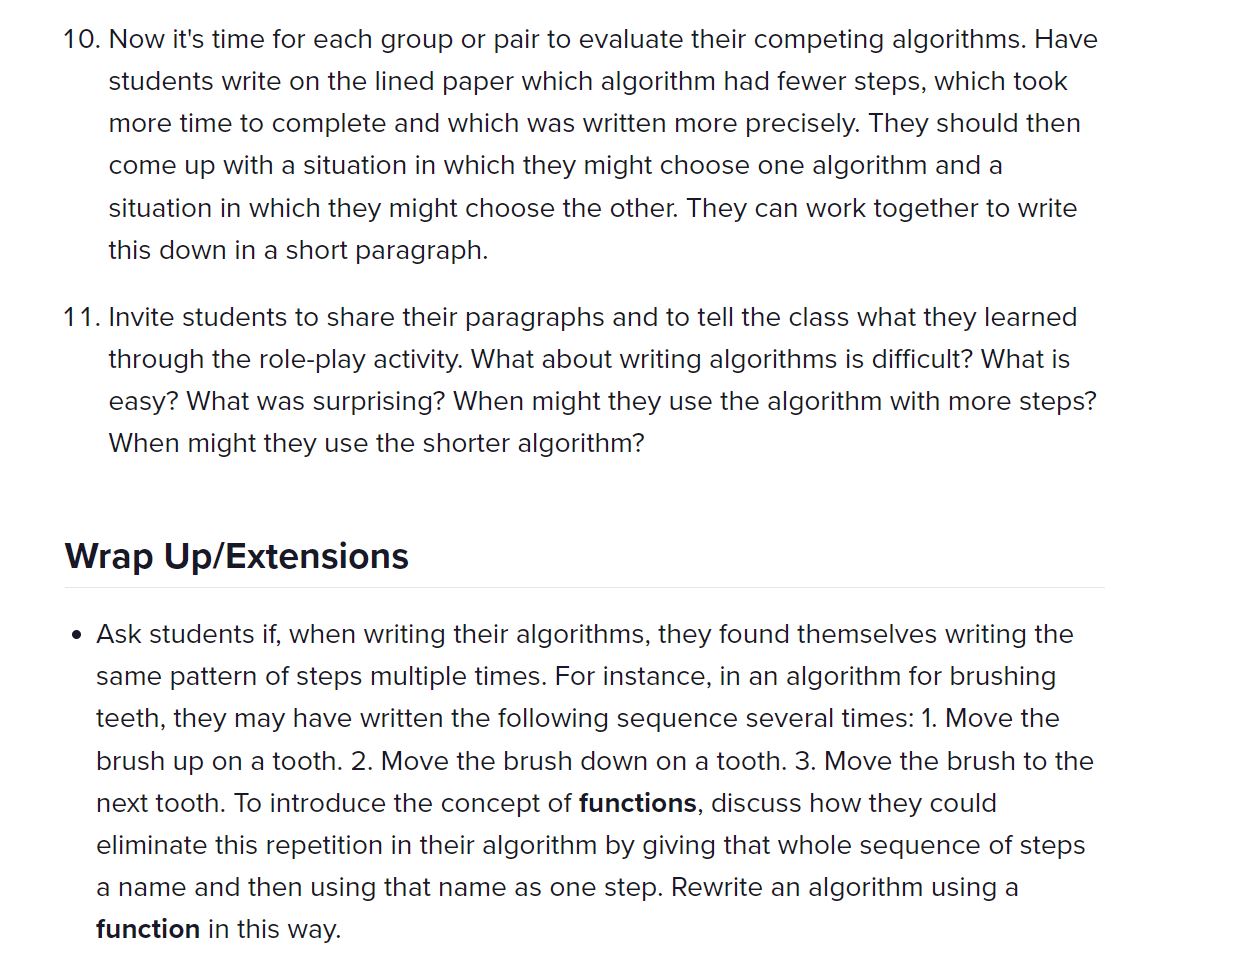 10. Now it's time for each group or pair to evaluate their competing algorithms. Have
students write on the lined paper which algorithm had fewer steps, which took
more time to complete and which was written more precisely. They should then
come up with a situation in which they might choose one algorithm and a
situation in which they might choose the other. They can work together to write
this down in a short paragraph.
11. Invite students to share their paragraphs and to tell the class what they learned
through the role-play activity. What about writing algorithms is difficult? What is
easy? What was surprising? When might they use the algorithm with more steps?
When might they use the shorter algorithm?
Wrap Up/Extensions
• Ask students if, when writing their algorithms, they found themselves writing the
same pattern of steps multiple times. For instance, in an algorithm for brushing
teeth, they may have written the following sequence several times: 1. Move the
brush up on a tooth. 2. Move the brush down on a tooth. 3. Move the brush to the
next tooth. To introduce the concept of functions, discuss how they could
eliminate this repetition in their algorithm by giving that whole sequence of steps
a name and then using that name as one step. Rewrite an algorithm using a
function in this way.